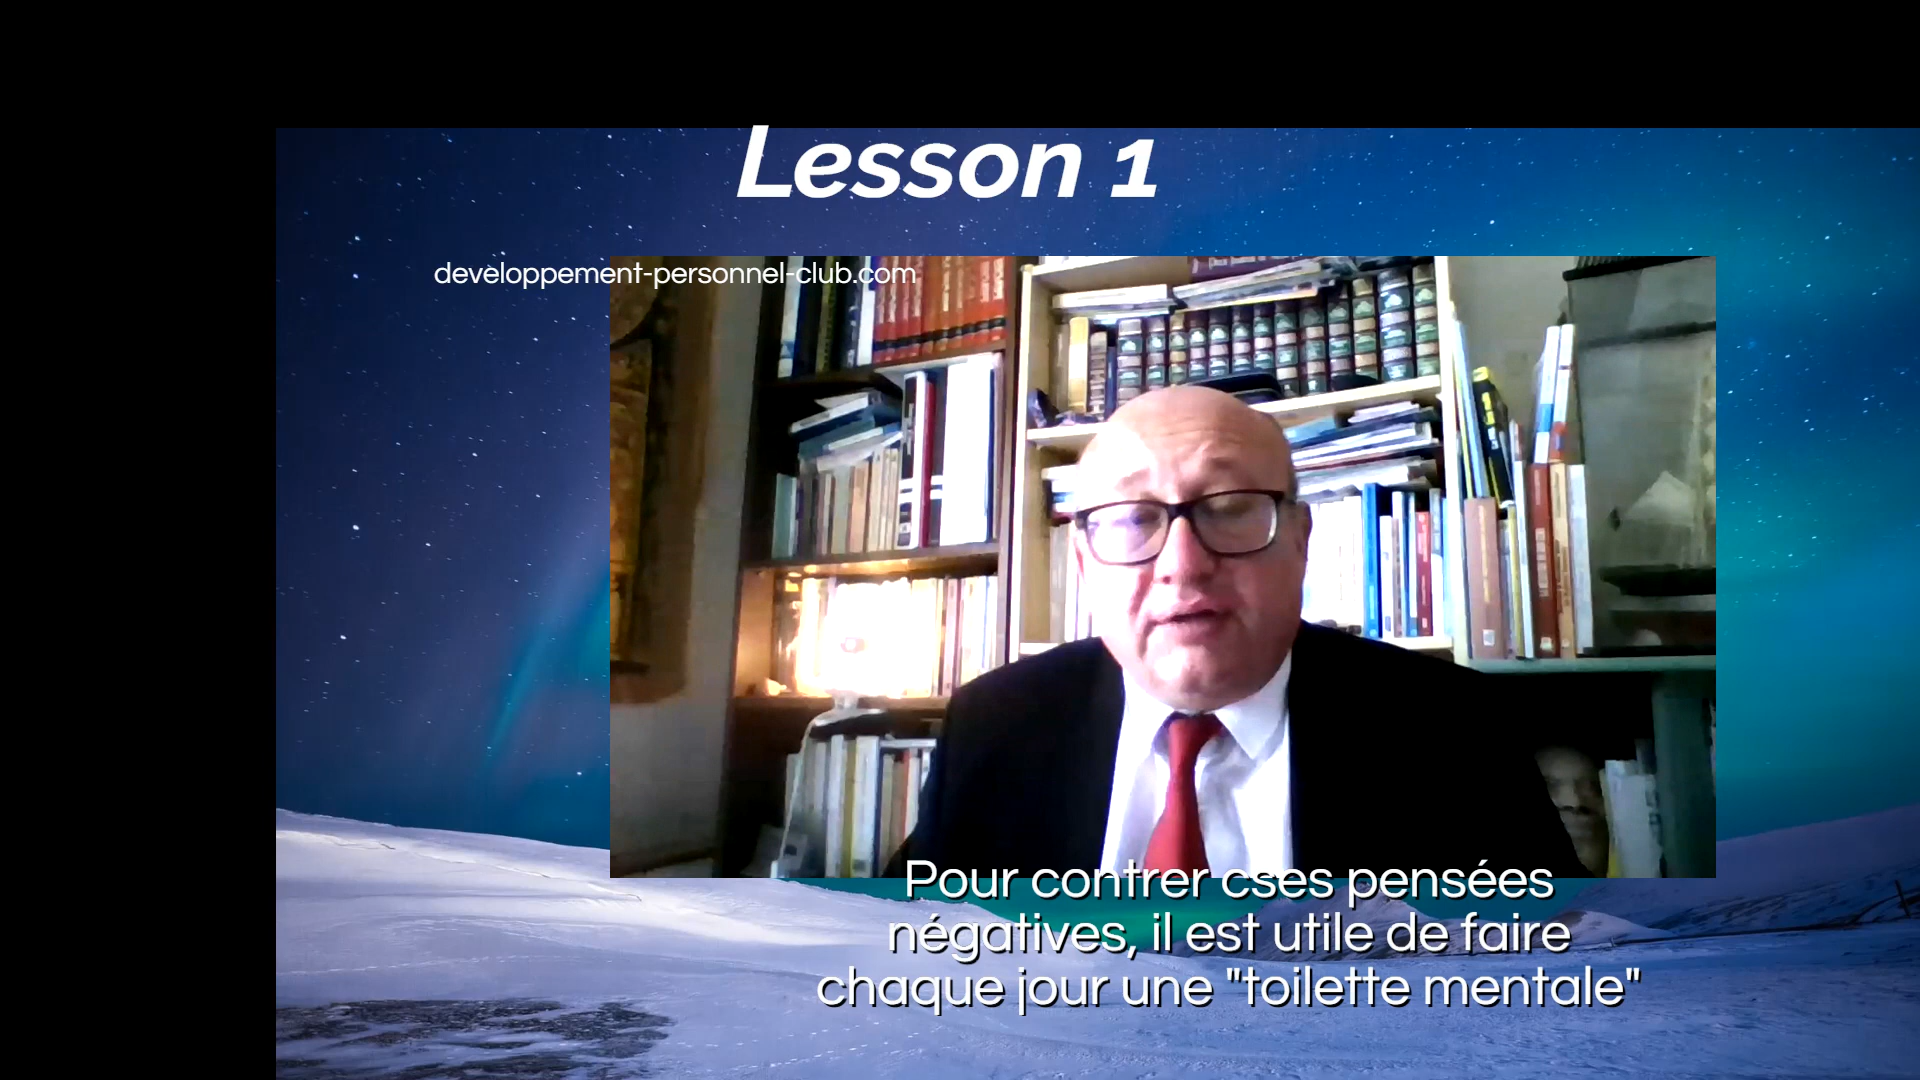 Lesson 1
developpement-personnel-club.com
Pour contrer cses pensées
négatives, il est utile de faire
chaque jour une "toilette mentale"